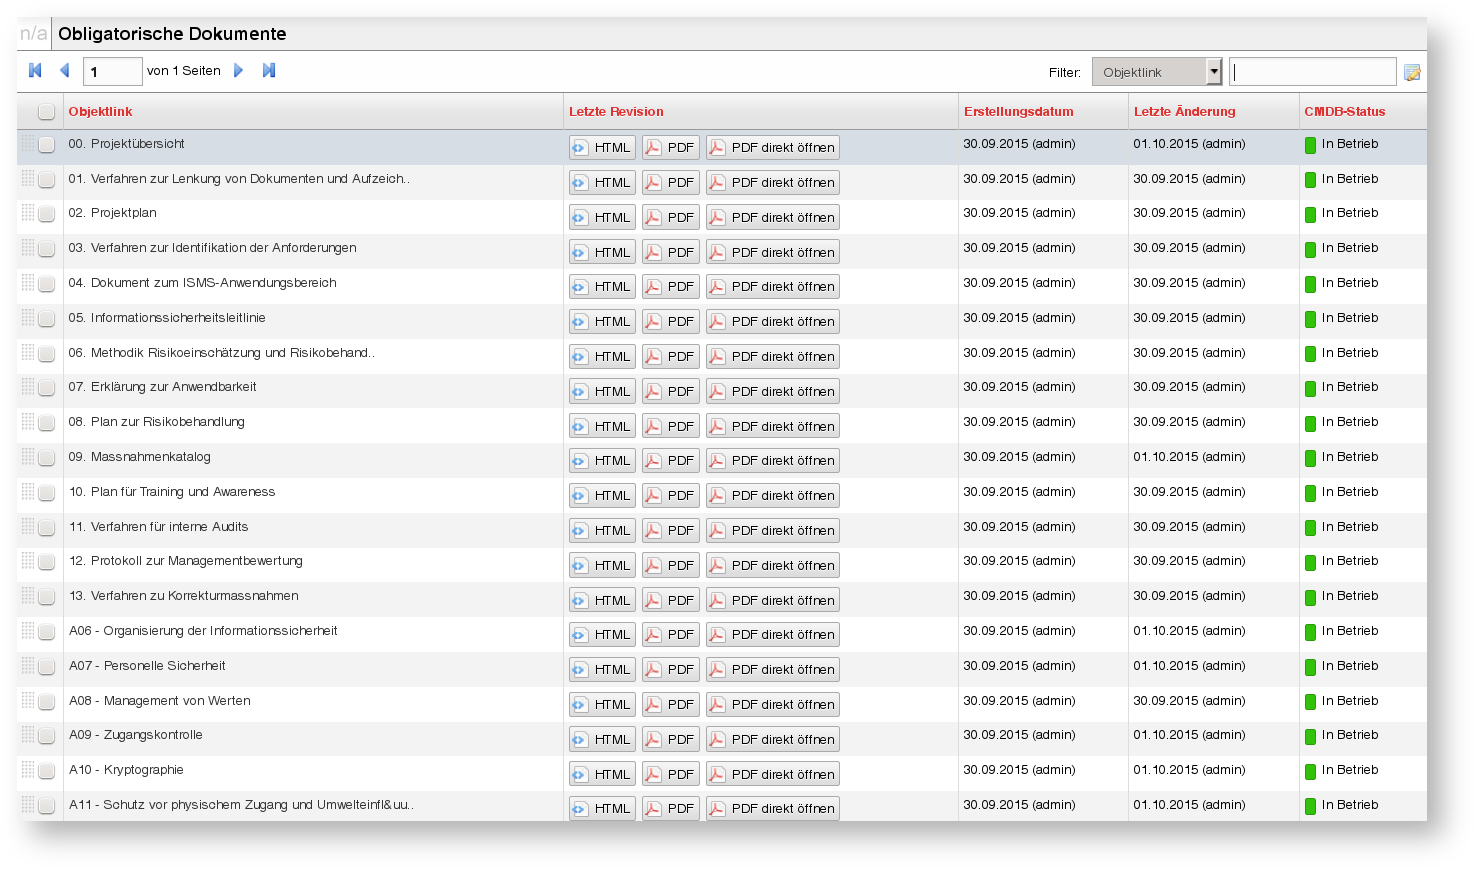 n/a Obligatorische Dokumente
1 von 1 Seiten Filter: Objektlink
Objektlink Letzte Revision Erstellungsdatum Letzte Änderung CMDB-Status
00. Projektübersicht HTML PDF PDF direkt öffnen 30.09.2015 (admin) 01.10.2015 (admin) In Betrieb
01. Verfahren zur Lenkung von Dokumenten und Aufzeich.. HTML PDF PDF direkt öffnen 30.09.2015 (admin) 30.09.2015 (admin) In Betrieb
02. Projektplan HTML PDF PDF direkt öffnen 30.09.2015 (admin) 30.09.2015 (admin) In Betrieb
03. Verfahren zur Identifikation der Anforderungen HTML PDF PDF direkt öffnen 30.09.2015 (admin) 30.09.2015 (admin) In Betrieb
04. Dokument zum ISMS-Anwendungsbereich HTML PDF PDF direkt öffnen 30.09.2015 (admin) 30.09.2015 (admin) In Betrieb
05. Informationssicherheitsleitlinie HTML PDF PDF direkt öffnen 30.09.2015 (admin) 30.09.2015 (admin) In Betrieb
06. Methodik Risikoeinschätzung und Risikobehand.. HTML PDF PDF direkt öffnen 30.09.2015 (admin) 30.09.2015 (admin) In Betrieb
07. Erklärung zur Anwendbarkeit HTML PDF PDF direkt öffnen 30.09.2015 (admin) 30.09.2015 (admin) In Betrieb
08. Plan zur Risikobehandlung HTML PDF PDF direkt öffnen 30.09.2015 (admin) 30.09.2015 (admin) In Betrieb
09. Massnahmenkatalog HTML PDF PDF direkt öffnen 30.09.2015 (admin) 01.10.2015 (admin) In Betrieb
10. Plan für Training und Awareness HTML PDF PDF direkt öffnen 30.09.2015 (admin) 30.09.2015 (admin) In Betrieb
11. Verfahren für interne Audits HTML PDF PDF direkt öffnen 30.09.2015 (admin) 30.09.2015 (admin) In Betrieb
12. Protokoll zur Managementbewertung HTML PDF PDF direkt öffnen 30.09.2015 (admin) 30.09.2015 (admin) In Betrieb
13. Verfahren zu Korrekturmassnahmen HTML PDF PDF direkt öffnen 30.09.2015 (admin) 30.09.2015 (admin) In Betrieb
A06 - Organisierung der Informationssicherheit HTML PDF PDF direkt öffnen 30.09.2015 (admin) 01.10.2015 (admin) In Betrieb
A07 - Personelle Sicherheit HTML PDF PDF direkt öffnen 30.09.2015 (admin) 01.10.2015 (admin) In Betrieb
A08 - Management von Werten HTML PDF PDF direkt öffnen 30.09.2015 (admin) 30.09.2015 (admin) In Betrieb
A09 - Zugangskontrolle HTML PDF PDF direkt öffnen 30.09.2015 (admin) 01.10.2015 (admin) In Betrieb
A10 - Kryptographie HTML PDF PDF direkt öffnen 30.09.2015 (admin) 01.10.2015 (admin) In Betrieb
A11 - Schutz vor physischem Zugang und Umwelteinfl&uu.. HTML PDF PDF direkt öffnen 30.09.2015 (admin) 01.10.2015 (admin) In Betrieb